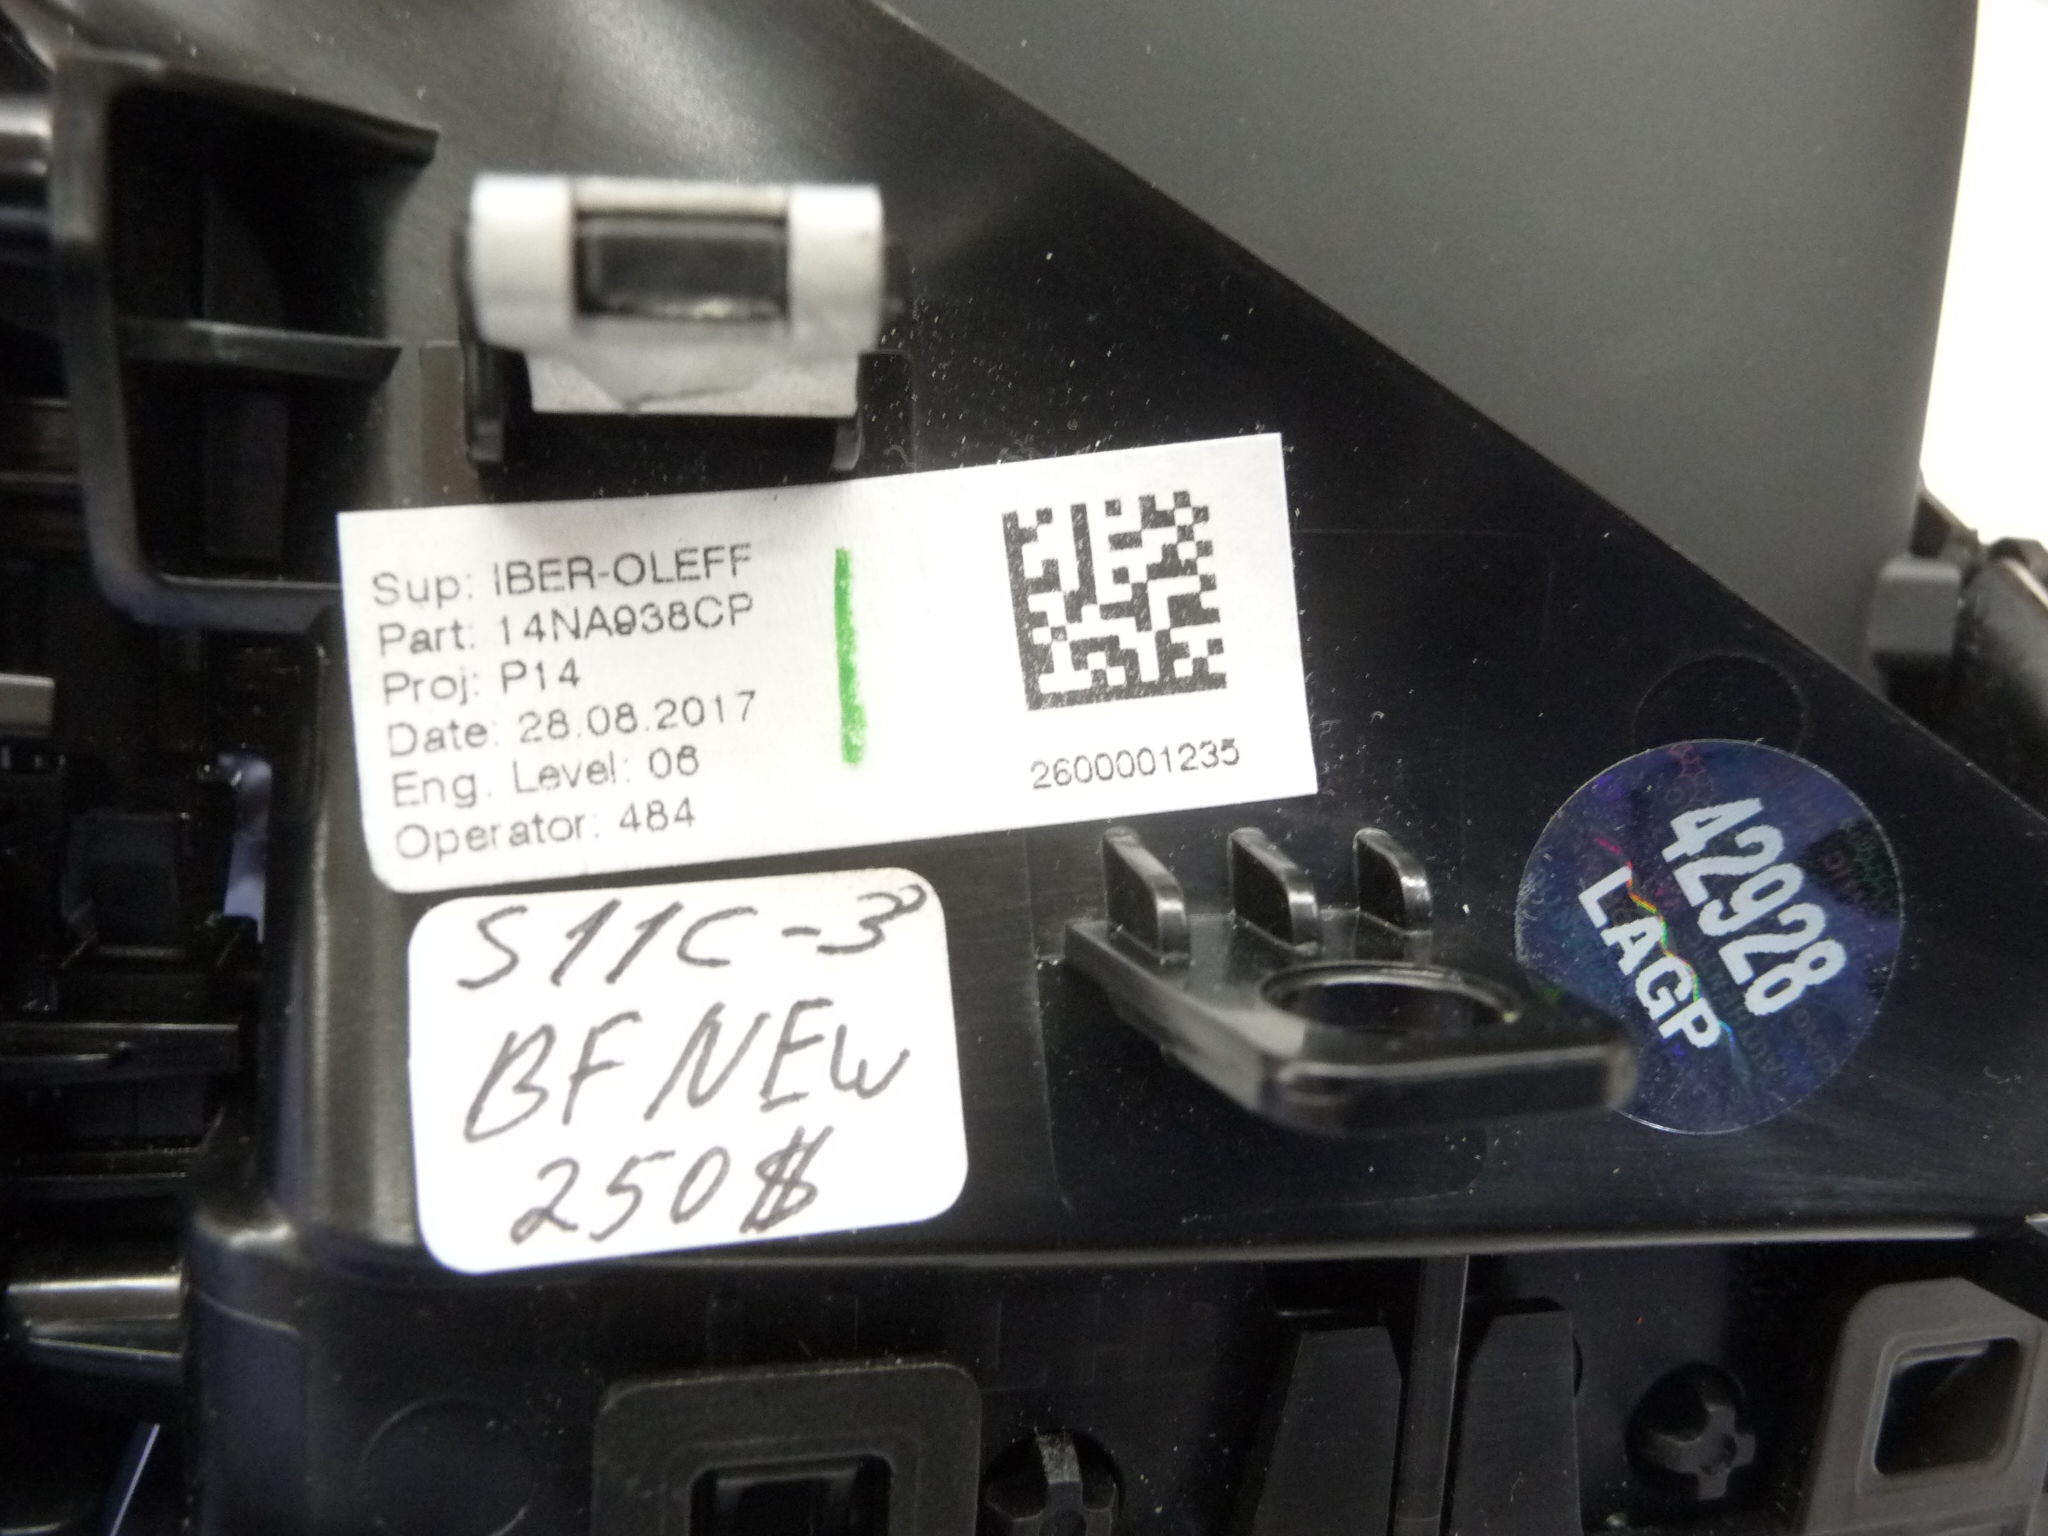 Sup: IBER-OLEFF
Part: 14NA938CP
Proj: P14
Date: 28.08.2017
Eng. Level: 06
Operator: 484
2600001235
S11C-3
BF NEW
250$
42928
LAGP